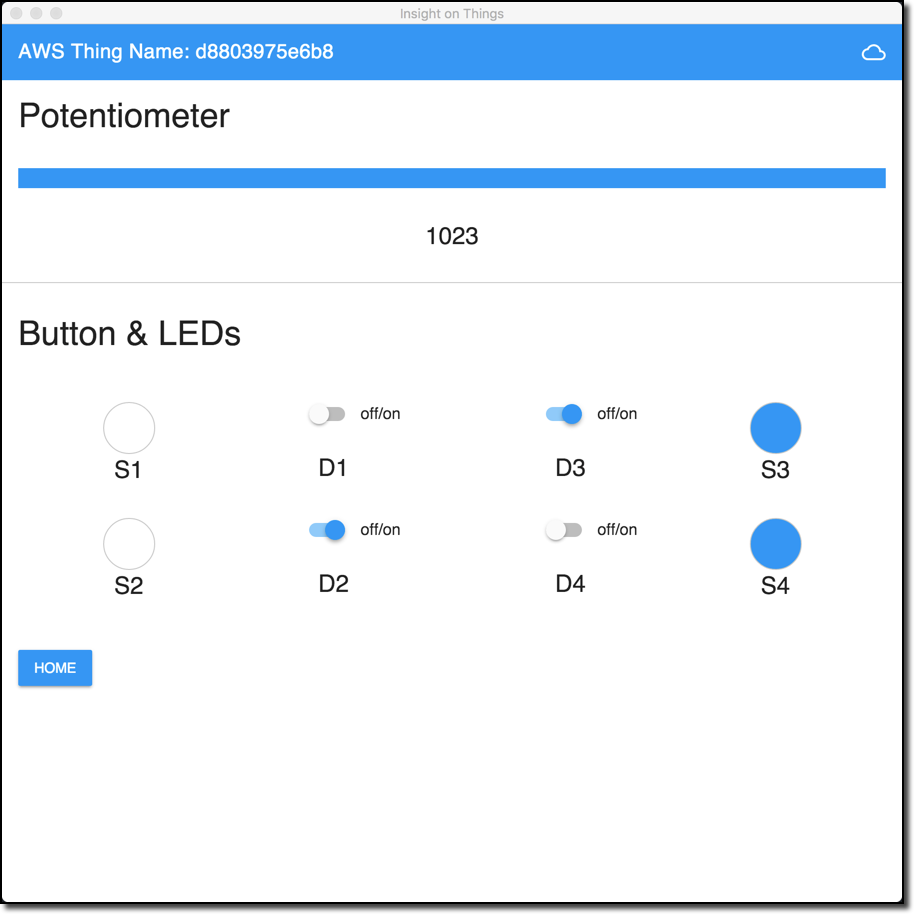 Insight on Things
AWS Thing Name: d8803975e6b8
Potentiometer
1023
Button & LEDs
off/on off/on
S1 D1 D3 S3
off/on off/on
S2 D2 D4 S4
HOME